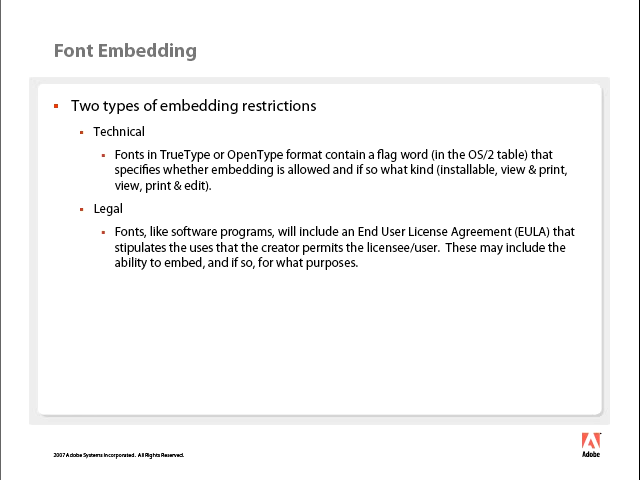 Font Embedding
Two types of embedding restrictions
Technical
Fonts in TrueType or OpenType format contain a flag word (in the OS/2 table) that
specifies whether embedding is allowed and if so what kind (installable, view & print,
view, print & edit).
Legal
Fonts, like software programs, will include an End User License Agreement (EULA) that
stipulates the uses that the creator permits the licensee/user. These may include the
ability to embed, and if so, for what purposes.
2007 Adobe Systems Incorporated. All Rights Reserved.
Adobe